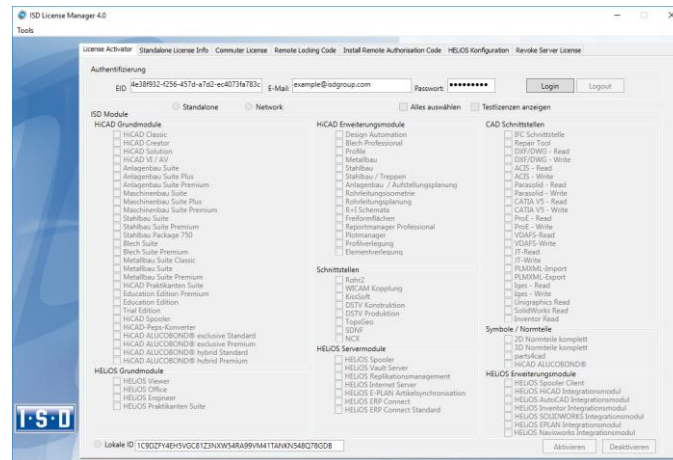 ISD License Manager 4.0
Tools
License Activator Standalone License Info Commuter License Remote Locking Code Install Remote Authorisation Code HELiOS Konfiguration Revoke Server License
Authentifizierung
EID 4e38f932-f256-457d-a7d2-ec4073fa783c E-Mail: example@isdgroup.com Passwort: ••••••••• Login Logout
Standalone Network Alles auswählen Testlizenzen anzeigen
ISD Module
HiCAD Grundmodule
HiCAD Classic
HiCAD Creator
HiCAD Solution
HiCAD VI / AV
Anlagenbau Suite
Anlagenbau Suite Plus
Anlagenbau Suite Premium
Maschinenbau Suite
Maschinenbau Suite Plus
Maschinenbau Suite Premium
Stahlbau Suite
Stahlbau Suite Premium
Stahlbau Package 750
Blech Suite
Blech Suite Premium
Metallbau Suite Classic
Metallbau Suite
Metallbau Suite Premium
HiCAD Praktikanten Suite
Education Edition Premium
Education Edition
Trial Edition
HiCAD Spooler
HiCAD-Peps-Konverter
HiCAD ALUCOBOND® exclusive Standard
HiCAD ALUCOBOND® exclusive Premium
HiCAD ALUCOBOND® hybrid Standard
HiCAD ALUCOBOND® hybrid Premium
HELiOS Grundmodule
HELiOS Viewer
HELiOS Office
HELiOS Engineer
HELiOS Praktikanten Suite
HiCAD Erweiterungsmodule
Design Automation
Blech Professional
Profile
Metallbau
Stahlbau
Stahlbau / Treppen
Anlagenbau / Aufstellungsplanung
Rohrleitungsisometrie
Rohrleitungsplanung
R+I Schemata
Freiformflächen
Reportmanager Professional
Plotmanager
Profilverlegung
Elementverlegung
Schnittstellen
Rohr2
WICAM Kopplung
KissSoft
DSTV Konstruktion
DSTV Produktion
TopsGeo
SDNF
NCX
HELiOS Servermodule
HELiOS Spooler
HELiOS Vault Server
HELiOS Replikationsmanagement
HELiOS Internet Server
HELiOS E-PLAN Artikelsynchronisation
HELiOS ERP Connect
HELiOS ERP Connect Standard
CAD Schnittstellen
IFC Schnittstelle
Repair Tool
DXF/DWG - Read
DXF/DWG - Write
ACIS - Read
ACIS - Write
Parasolid - Read
Parasolid - Write
CATIA V5 - Read
CATIA V5 - Write
ProE - Read
ProE - Write
VDAFS-Read
VDAFS-Write
JT-Read
JT-Write
PLMXML-Import
PLMXML-Export
Iges - Read
Iges - Write
Unigraphics Read
SolidWorks Read
Inventor Read
Symbole / Normteile
2D Normteile komplett
3D Normteile komplett
parts4cad
HiCAD ALUCOBOND®
HELiOS Erweiterungsmodule
HELiOS Spooler Client
HELiOS HiCAD Integrationsmodul
HELiOS AutoCAD Integrationsmodul
HELiOS Inventor Integrationsmodul
HELiOS SOLIDWORKS Integrationsmodul
HELiOS EPLAN Integrationsmodul
HELiOS Navisworks Integrationsmodul
I·S·D
Lokale ID 1C9DZFY4EH5VGC81Z3NXW54RA99VM41TANKN548Q78GDB
Aktivieren Deaktivieren